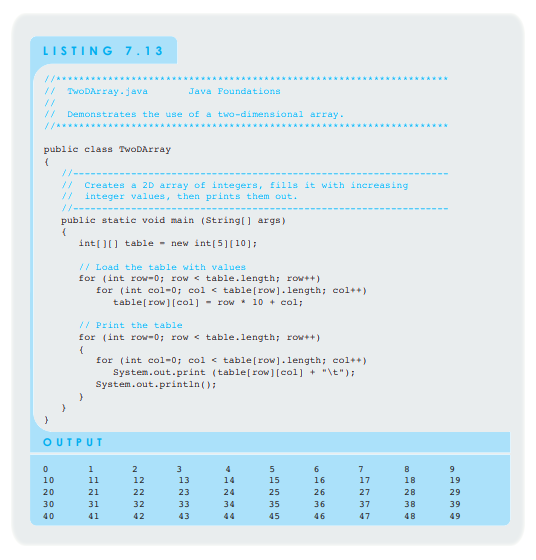 LISTING 7.13
//********************************************************************
//  TwoDArray.java       Java Foundations
//
//  Demonstrates the use of a two-dimensional array.
//********************************************************************
public class TwoDArray
{
   //-----------------------------------------------------------------
   //  Creates a 2D array of integers, fills it with increasing
   //  integer values, then prints them out.
   //-----------------------------------------------------------------
   public static void main (String[] args)
   {
      int[][] table = new int[5][10];
      // Load the table with values
      for (int row=0; row < table.length; row++)
         for (int col=0; col < table[row].length; col++)
            table[row][col] = row * 10 + col;
      // Print the table
      for (int row=0; row < table.length; row++)
      {
         for (int col=0; col < table[row].length; col++)
            System.out.print (table[row][col] + "\t");
         System.out.println();
      }
   }
}
OUTPUT
0 1 2 3 4 5 6 7 8 9
10 11 12 13 14 15 16 17 18 19
20 21 22 23 24 25 26 27 28 29
30 31 32 33 34 35 36 37 38 39
40 41 42 43 44 45 46 47 48 49